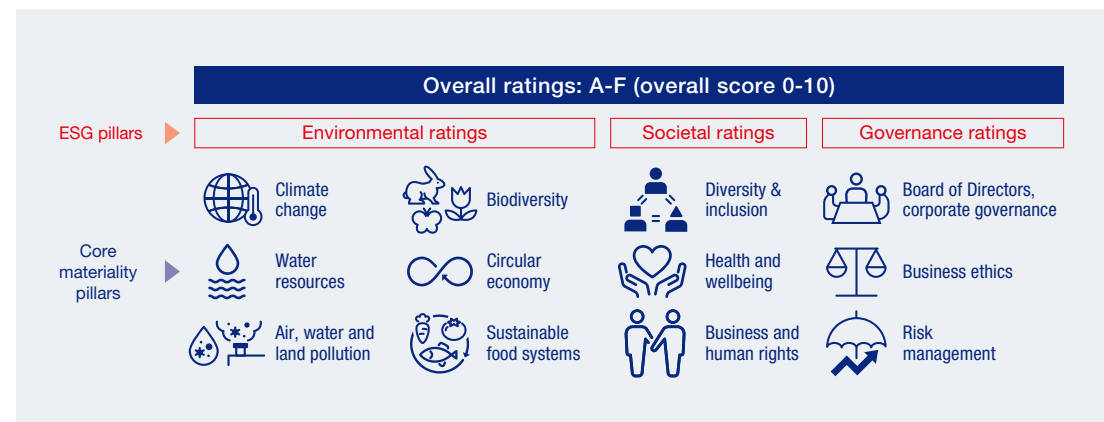 Overall ratings: A-F (overall score 0-10)
ESG pillars
Environmental ratings
Societal ratings
Governance ratings
Core
materiality
pillars
Climate
change
Biodiversity
Diversity &
inclusion
Board of Directors,
corporate governance
Water
resources
Circular
economy
Health and
wellbeing
Business ethics
Air, water and
land pollution
Sustainable
food systems
Business and
human rights
Risk
management